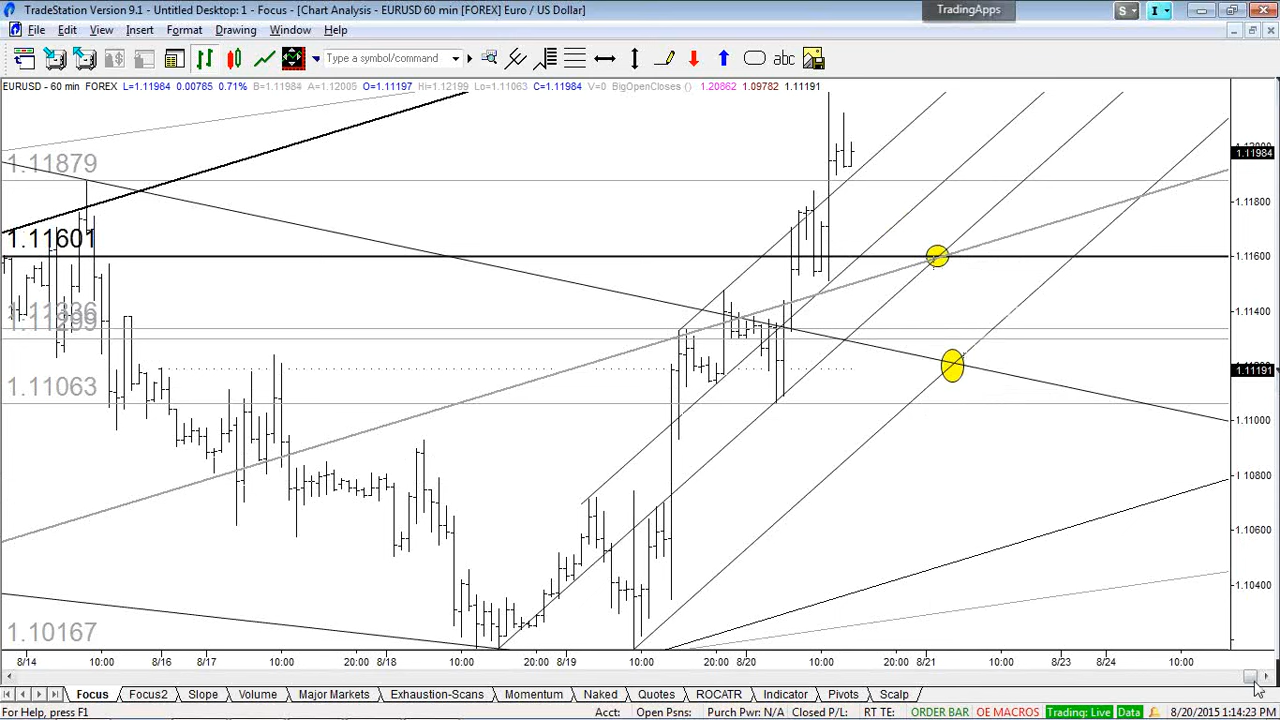 TradeStation Version 9.1 - Untitled Desktop: 1 - Focus - [Chart Analysis - EURUSD 60 min [FOREX] Euro / US Dollar]
TradingApps
S
I
File Edit View Insert Format Drawing Window Help
Type a symbol/command
abc
EURUSD - 60 min FOREX L=1.11984 0.00785 0.71% B=1.11984 A=1.12005 O=1.11197 Hi=1.12199 Lo=1.11063 C=1.11984 V=0 BigOpenCloses () 1.20862 1.09782 1.11191
1.11984
1.11879
1.11800
1.11601
1.11600
1.11400
1.11336
1.11299
1.11191
1.11063
1.11000
1.10800
1.10600
1.10400
1.10167
8/14 10:00 8/16 8/17 10:00 20:00 8/18 10:00 20:00 8/19 10:00 20:00 8/20 10:00 20:00 8/21 10:00 8/23 8/24 10:00
Focus Focus2 Slope Volume Major Markets Exhaustion-Scans Momentum Naked Quotes ROCATR Indicator Pivots Scalp
For Help, press F1 Acct: Open Psns: Purch Pwr: N/A Closed P/L: RT TE: ORDER BAR OE MACROS Trading: Live Data 8/20/2015 1:14:23 PM